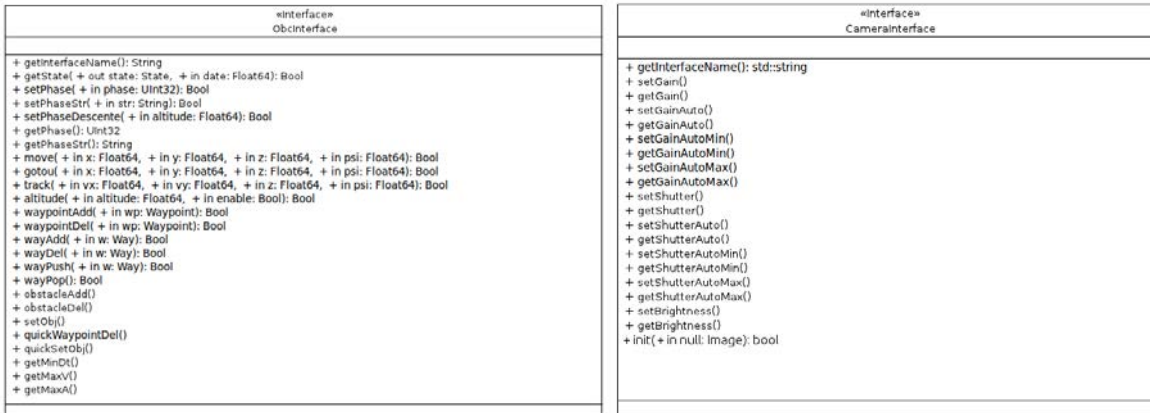 «Interface»
ObcInterface
+ getInterfaceName(): String
+ getState( + out state: State, + in date: Float64): Bool
+ setPhase( + in phase: UInt32): Bool
+ setPhaseStr( + in str: String): Bool
+ setPhaseDescente( + in altitude: Float64): Bool
+ getPhase(): UInt32
+ getPhaseStr(): String
+ move( + in x: Float64, + in y: Float64, + in z: Float64, + in psi: Float64): Bool
+ gotou( + in x: Float64, + in y: Float64, + in z: Float64, + in psi: Float64): Bool
+ track( + in vx: Float64, + in vy: Float64, + in z: Float64, + in psi: Float64): Bool
+ altitude( + in altitude: Float64, + in enable: Bool): Bool
+ waypointAdd( + in wp: Waypoint): Bool
+ waypointDel( + in wp: Waypoint): Bool
+ wayAdd( + in w: Way): Bool
+ wayDel( + in w: Way): Bool
+ wayPush( + in w: Way): Bool
+ wayPop(): Bool
+ obstacleAdd()
+ obstacleDel()
+ setObj()
+ quickWaypointDel()
+ quickSetObj()
+ getMinDt()
+ getMaxV()
+ getMaxA()
«Interface»
CameraInterface
+ getInterfaceName(): std::string
+ setGain()
+ getGain()
+ setGainAuto()
+ getGainAuto()
+ setGainAutoMin()
+ getGainAutoMin()
+ setGainAutoMax()
+ getGainAutoMax()
+ setShutter()
+ getShutter()
+ setShutterAuto()
+ getShutterAuto()
+ setShutterAutoMin()
+ getShutterAutoMin()
+ setShutterAutoMax()
+ getShutterAutoMax()
+ setBrightness()
+ getBrightness()
+ init( + in null: Image): bool